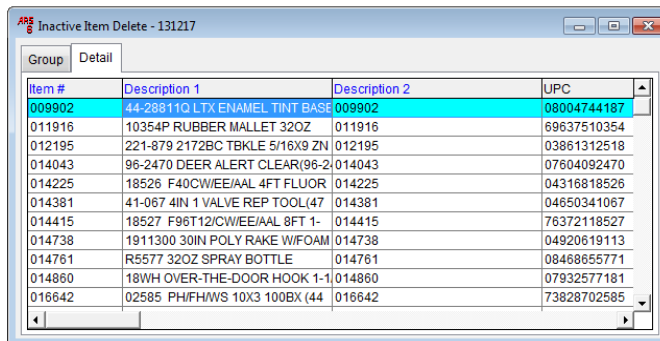 ARS
6
Inactive Item Delete - 131217
Group Detail
Item # Description 1 Description 2 UPC
009902 44-28811Q LTX ENAMEL TINT BASE 009902 08004744187
011916 10354P RUBBER MALLET 32OZ 011916 69637510354
012195 221-879 2172BC TBKLE 5/16X9 ZN 012195 03861312518
014043 96-2470 DEER ALERT CLEAR(96-2 014043 07604092470
014225 18526 F40CW/EE/AAL 4FT FLUOR 014225 04316818526
014381 41-067 4IN 1 VALVE REP TOOL(47 014381 04650341067
014415 18527 F96T12/CW/EE/AAL 8FT 1- 014415 76372118527
014738 1911300 30IN POLY RAKE W/FOAM 014738 04920619113
014761 R5577 32OZ SPRAY BOTTLE 014761 08468655771
014860 18WH OVER-THE-DOOR HOOK 1-1 014860 07932577181
016642 02585 PH/FH/WS 10X3 100BX (44 016642 73828702585